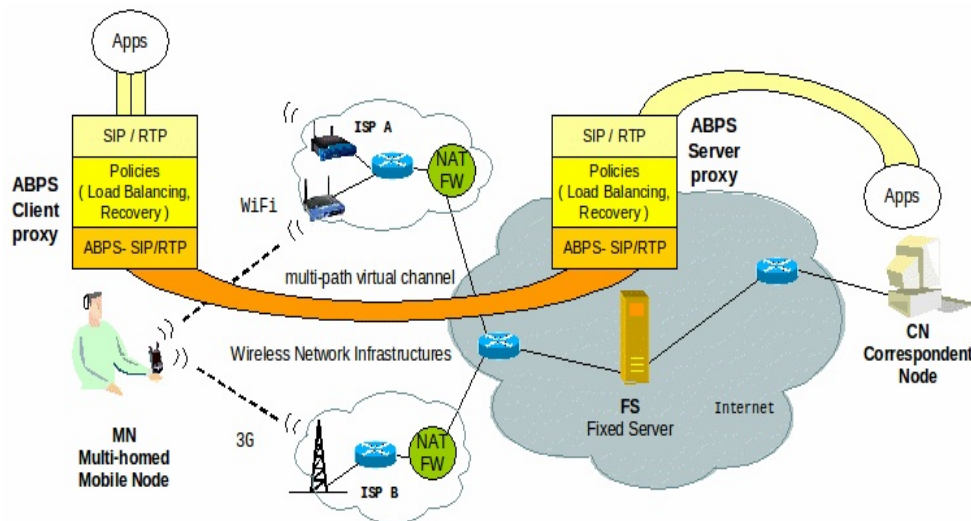 Apps
SIP / RTP
Policies
( Load Balancing,
Recovery )
ABPS- SIP/RTP
ABPS
Client
proxy
WiFi
ISP A
NAT
FW
SIP / RTP
Policies
( Load Balancing,
Recovery )
ABPS- SIP/RTP
ABPS
Server
proxy
Apps
multi-path virtual channel
Wireless Network Infrastructures
MN
Multi-homed
Mobile Node
3G
NAT
FW
ISP B
FS
Fixed Server
Internet
CN
Correspondent
Node